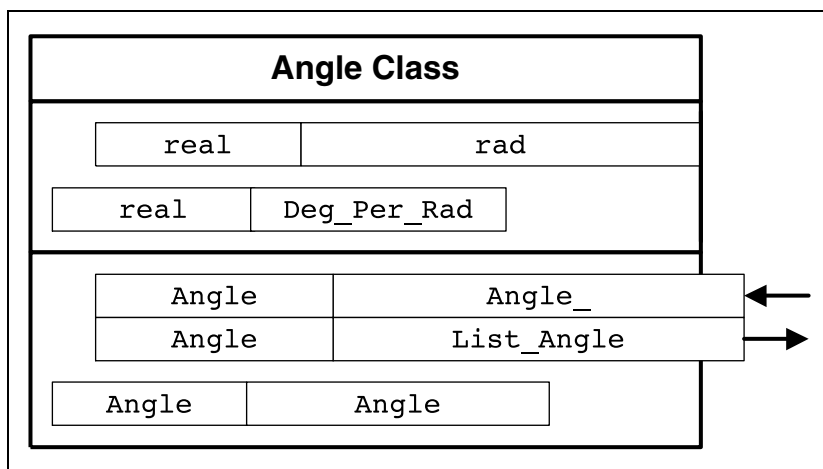 Angle Class
real rad
real Deg_Per_Rad
Angle Angle_
Angle List_Angle
Angle Angle